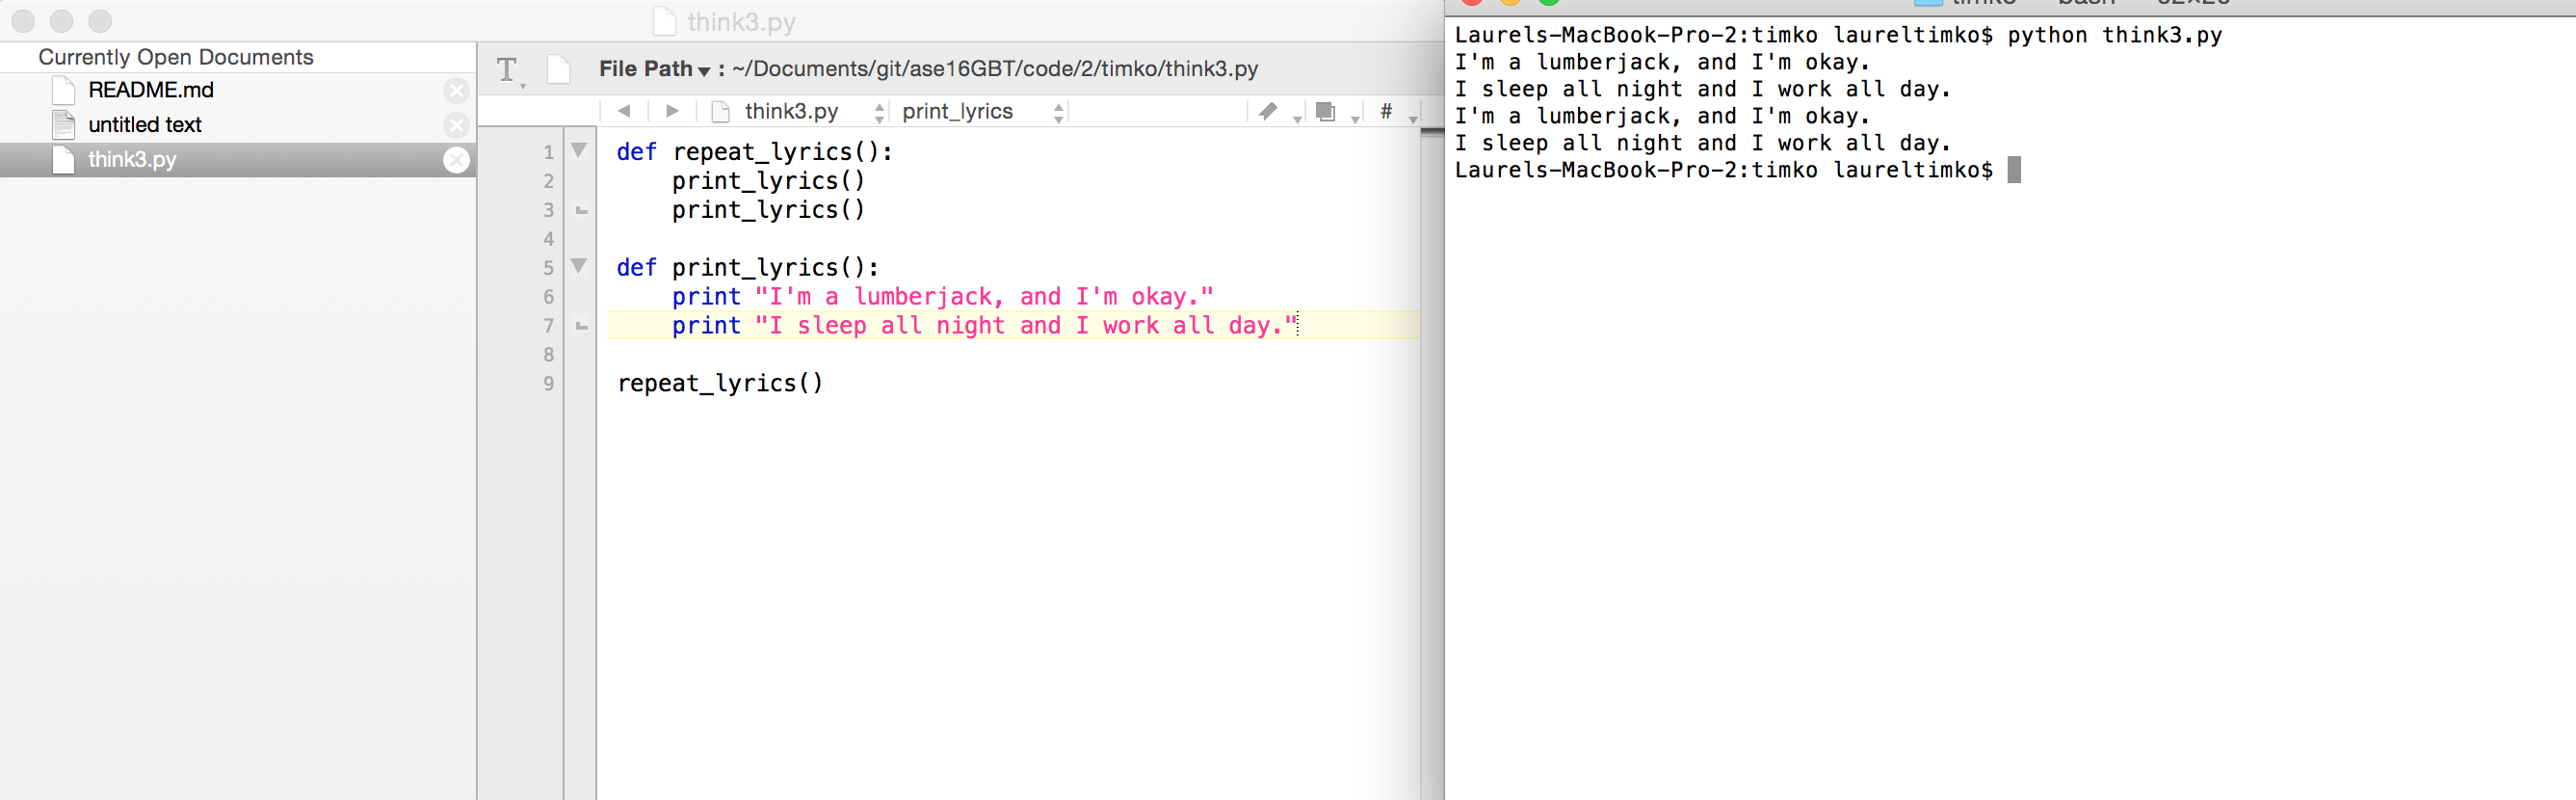 think3.py
Currently Open Documents
README.md
untitled text
think3.py
File Path : ~/Documents/git/ase16GBT/code/2/timko/think3.py
think3.py print_lyrics #
1 def repeat_lyrics():
2     print_lyrics()
3     print_lyrics()
4
5 def print_lyrics():
6     print "I'm a lumberjack, and I'm okay."
7     print "I sleep all night and I work all day."
8
9 repeat_lyrics()
Laurels-MacBook-Pro-2:timko laureltimko$ python think3.py
I'm a lumberjack, and I'm okay.
I sleep all night and I work all day.
I'm a lumberjack, and I'm okay.
I sleep all night and I work all day.
Laurels-MacBook-Pro-2:timko laureltimko$